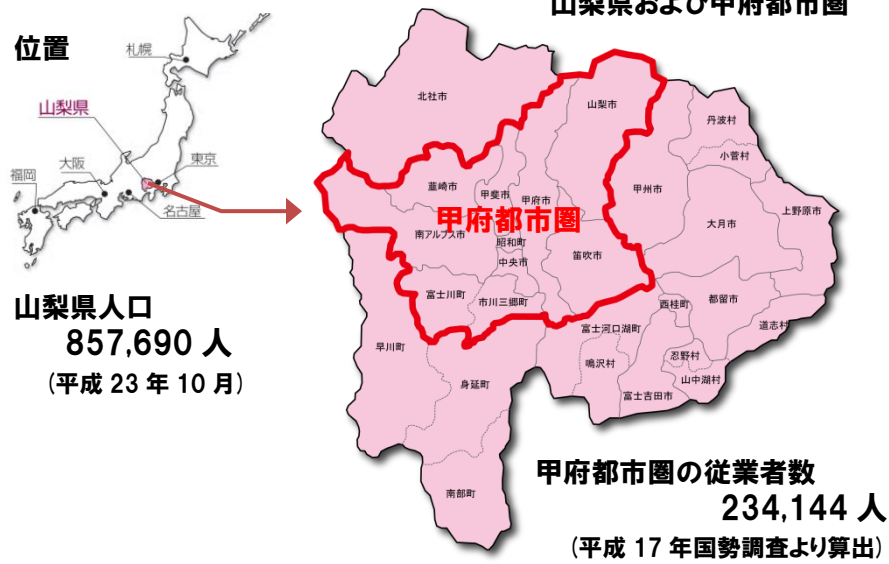 山梨県および甲府都市圏
位置
札幌
山梨県
大阪
東京
福岡
名古屋
山梨県人口
857,690 人
(平成 23 年 10 月)
北社市
山梨市
丹波村
小菅村
韮崎市
甲斐市
甲府市
甲州市
甲府都市圏
大月市
上野原市
南アルプス市
昭和町
中央市
笛吹市
富士川町
市川三郷町
西桂町
都留市
富士河口湖町
道志村
早川町
鳴沢村
忍野村
山中湖村
身延町
富士吉田市
南部町
甲府都市圏の従業者数
234,144 人
(平成 17 年国勢調査より算出)